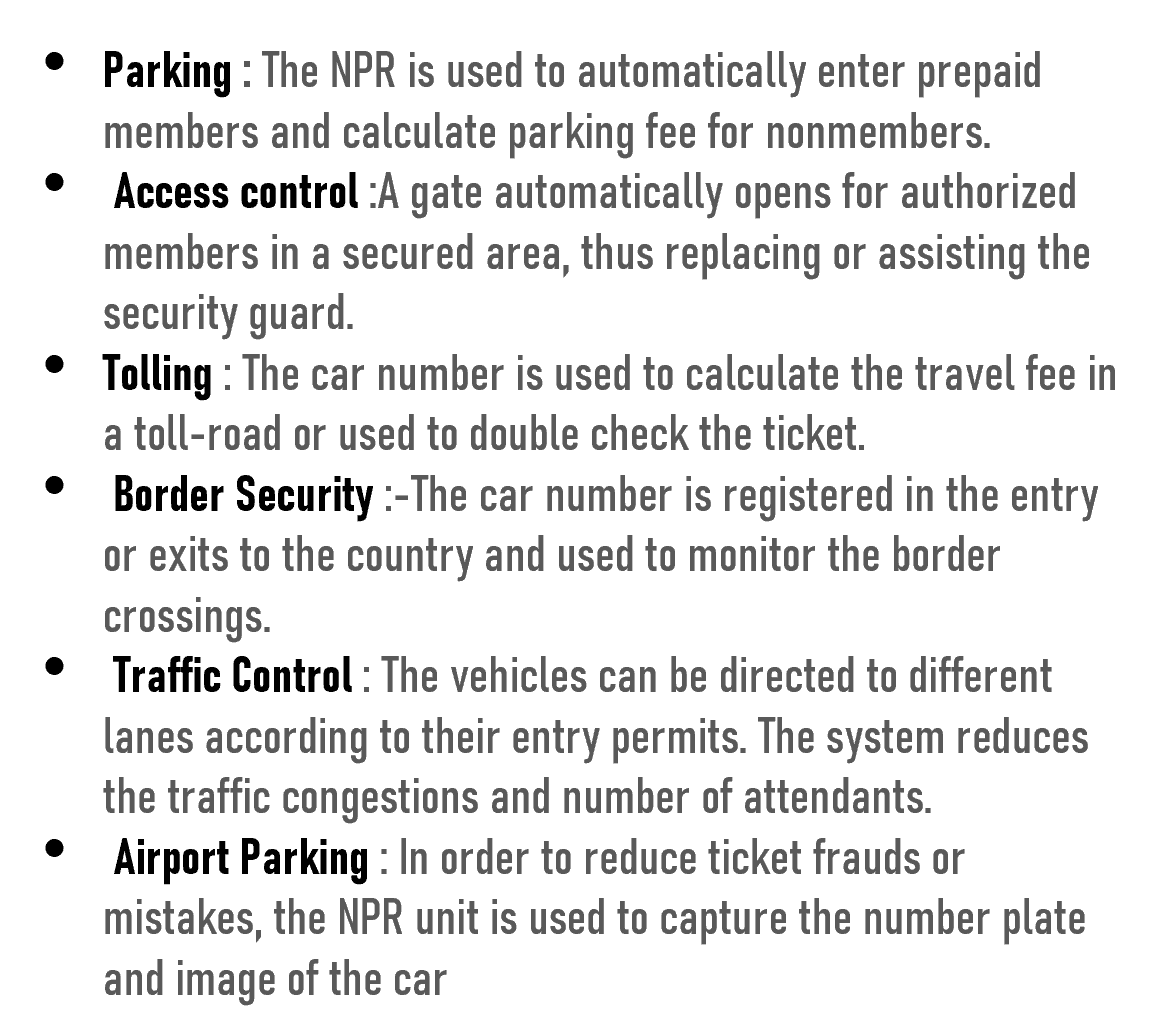 • Parking : The NPR is used to automatically enter prepaid
members and calculate parking fee for nonmembers.
• Access control :A gate automatically opens for authorized
members in a secured area, thus replacing or assisting the
security guard.
• Tolling : The car number is used to calculate the travel fee in
a toll-road or used to double check the ticket.
• Border Security :-The car number is registered in the entry
or exits to the country and used to monitor the border
crossings.
• Traffic Control : The vehicles can be directed to different
lanes according to their entry permits. The system reduces
the traffic congestions and number of attendants.
• Airport Parking : In order to reduce ticket frauds or
mistakes, the NPR unit is used to capture the number plate
and image of the car